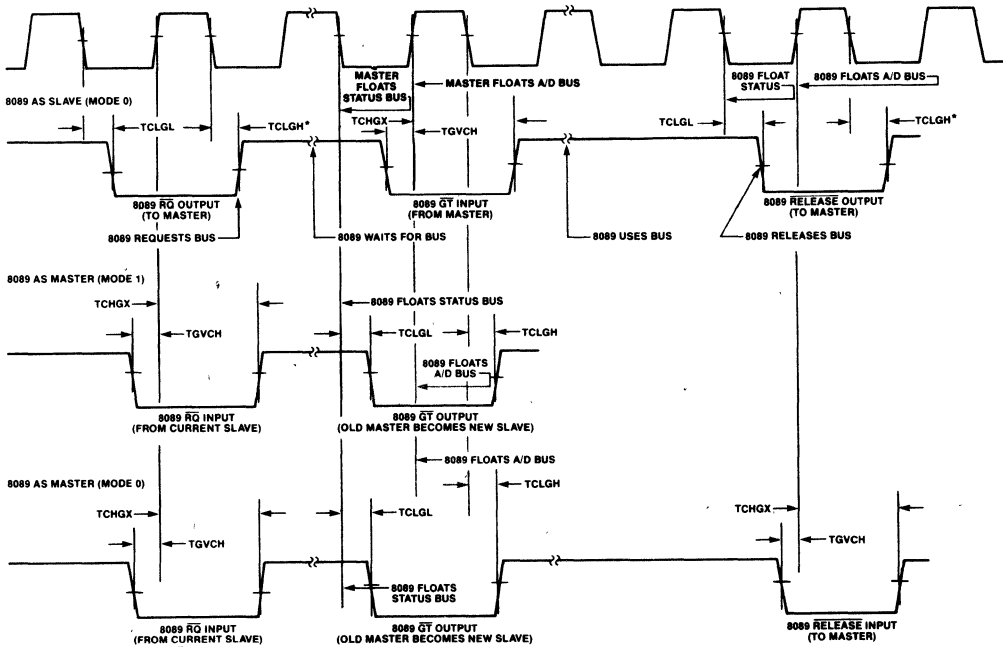 MASTER
FLOATS
STATUS BUS
MASTER FLOATS A/D BUS
8089 FLOAT
STATUS
8089 FLOATS A/D BUS
8089 AS SLAVE (MODE 0)
TCLGL
TCLGH*
TCHGX
TGVCH
TCLGL
TCLGH*
8089 RQ OUTPUT
(TO MASTER)
8089 GT INPUT
(FROM MASTER)
8089 RELEASE OUTPUT
(TO MASTER)
8089 REQUESTS BUS
8089 WAITS FOR BUS
8089 USES BUS
8089 RELEASES BUS
8089 AS MASTER (MODE 1)
TCHGX
TGVCH
8089 FLOATS STATUS BUS
TCLGL
TCLGH
8089 FLOATS
A/D BUS
8089 RQ INPUT
(FROM CURRENT SLAVE)
8089 GT OUTPUT
(OLD MASTER BECOMES NEW SLAVE)
8089 FLOATS A/D BUS
8089 AS MASTER (MODE 0)
TCLGH
TCHGX
TCLGL
TCHGX
TGVCH
TGVCH
8089 FLOATS
STATUS BUS
8089 RQ INPUT
(FROM CURRENT SLAVE)
8089 GT OUTPUT
(OLD MASTER BECOMES NEW SLAVE)
8089 RELEASE INPUT
(TO MASTER)